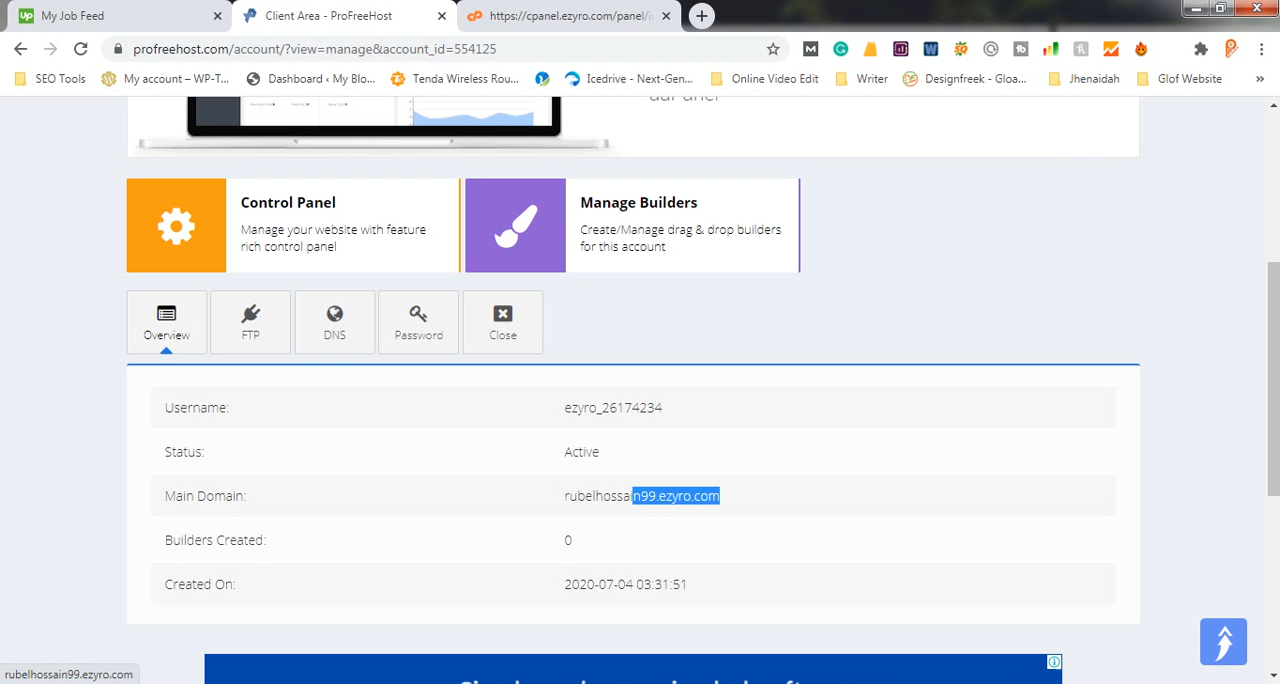 My Job Feed
Client Area - ProFreeHost
https://cpanel.ezyro.com/panel/i
profreehost.com/account/?view=manage&account_id=554125
SEO Tools
My account – WP-T...
Dashboard ‹ My Blo...
Tenda Wireless Rou...
Icedrive - Next-Gen...
Online Video Edit
Writer
Designfreek - Gloa...
Jhenaidah
Glof Website
»
Control Panel
Manage your website with feature
rich control panel
Manage Builders
Create/Manage drag & drop builders
for this account
Overview
FTP
DNS
Password
Close
Username: ezyro_26174234
Status: Active
Main Domain: rubelhossain99.ezyro.com
Builders Created: 0
Created On: 2020-07-04 03:31:51
rubelhossain99.ezyro.com